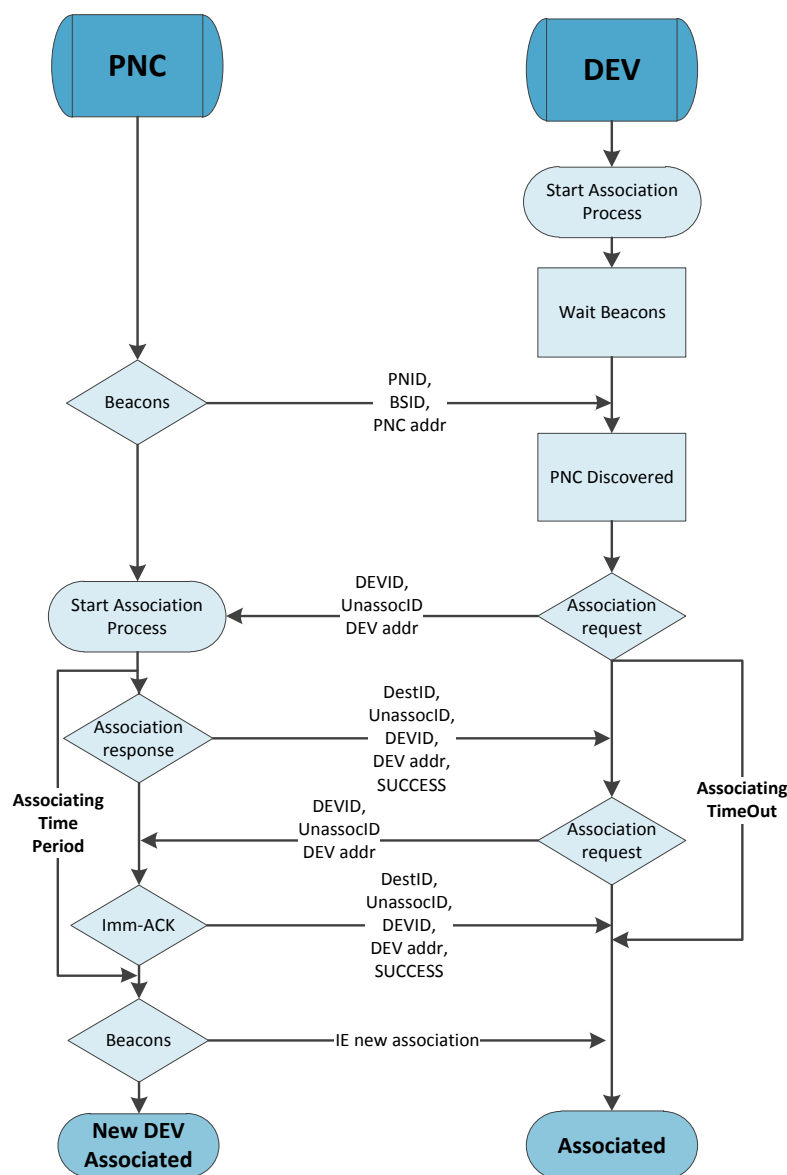 PNC
DEV
Start Association
Process
Wait Beacons
Beacons
PNID,
BSID,
PNC addr
PNC Discovered
Start Association
Process
DEVID,
UnassocID
DEV addr
Association
request
Association
response
DestID,
UnassocID,
DEVID,
DEV addr,
SUCCESS
Associating
TimeOut
Associating
Time
Period
DEVID,
UnassocID
DEV addr
Association
request
Imm-ACK
DestID,
UnassocID,
DEVID,
DEV addr,
SUCCESS
Beacons
IE new association
New DEV
Associated
Associated